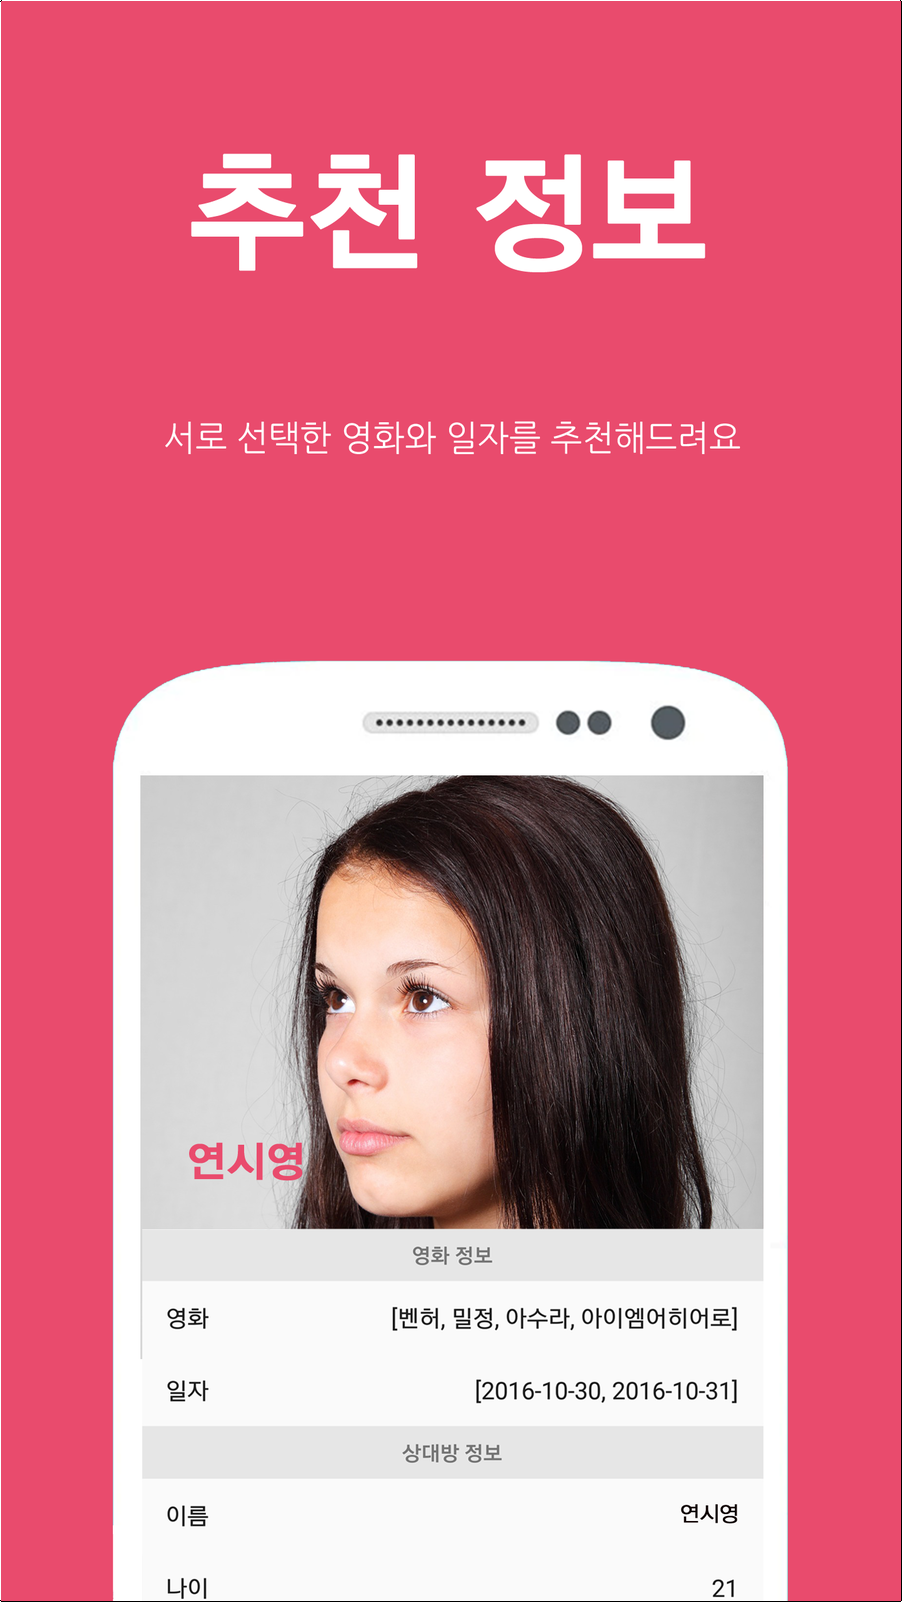 추천 정보
서로 선택한 영화와 일자를 추천해드려요
연시영
영화 정보
영화 [벤허, 밀정, 아수라, 아이엠어히어로]
일자 [2016-10-30, 2016-10-31]
상대방 정보
이름 연시영
나이 21